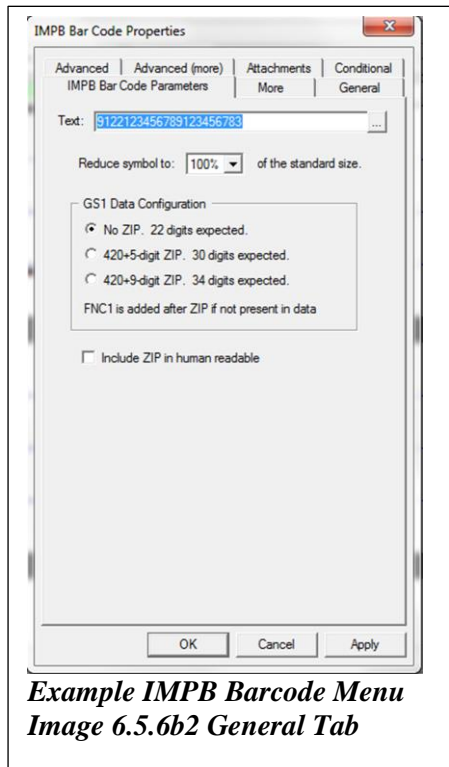 IMPB Bar Code Properties
Advanced Advanced (more) Attachments Conditional
IMPB Bar Code Parameters More General
Text: 9122123456789123456783 ...
Reduce symbol to: 100% of the standard size.
GS1 Data Configuration
No ZIP. 22 digits expected.
420+5-digit ZIP. 30 digits expected.
420+9-digit ZIP. 34 digits expected.
FNC1 is added after ZIP if not present in data
Include ZIP in human readable
OK Cancel Apply
Example IMPB Barcode Menu
Image 6.5.6b2 General Tab